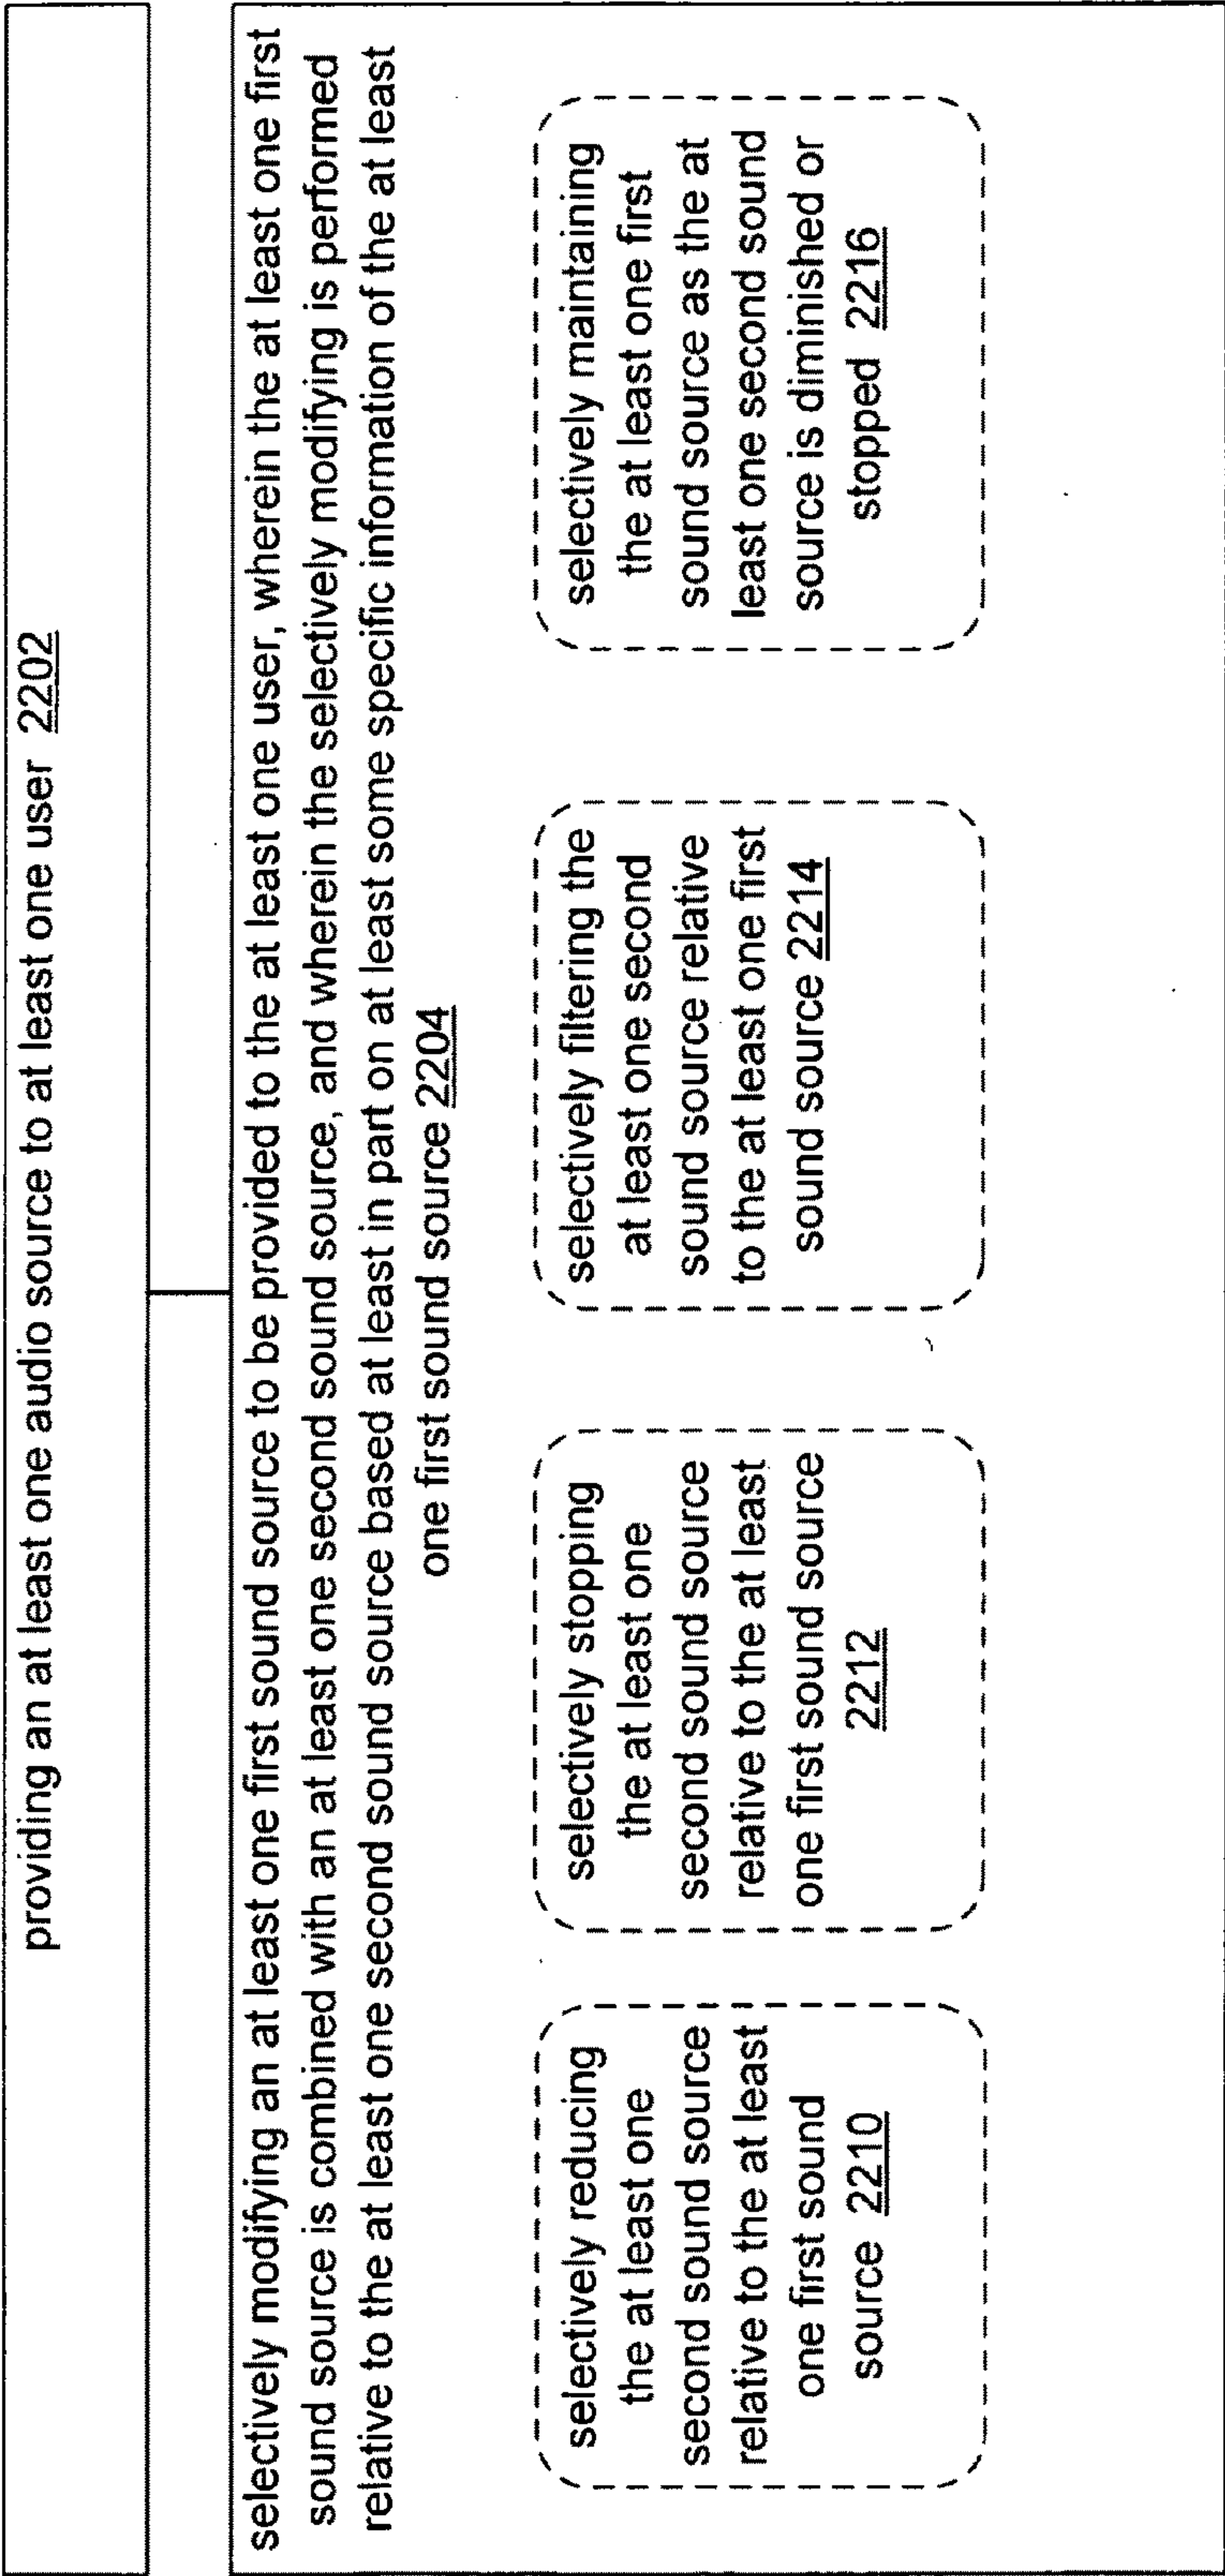 providing an at least one audio source to at least one user 2202
selectively modifying an at least one first sound source to be provided to the at least one user, wherein the at least one first
sound source is combined with an at least one second sound source, and wherein the selectively modifying is performed
relative to the at least one second sound source based at least in part on at least some specific information of the at least
one first sound source 2204
selectively reducing
the at least one
second sound source
relative to the at least
one first sound
source 2210
selectively stopping
the at least one
second sound source
relative to the at least
one first sound source
2212
selectively filtering the
at least one second
sound source relative
to the at least one first
sound source 2214
selectively maintaining
the at least one first
sound source as the at
least one second sound
source is diminished or
stopped 2216